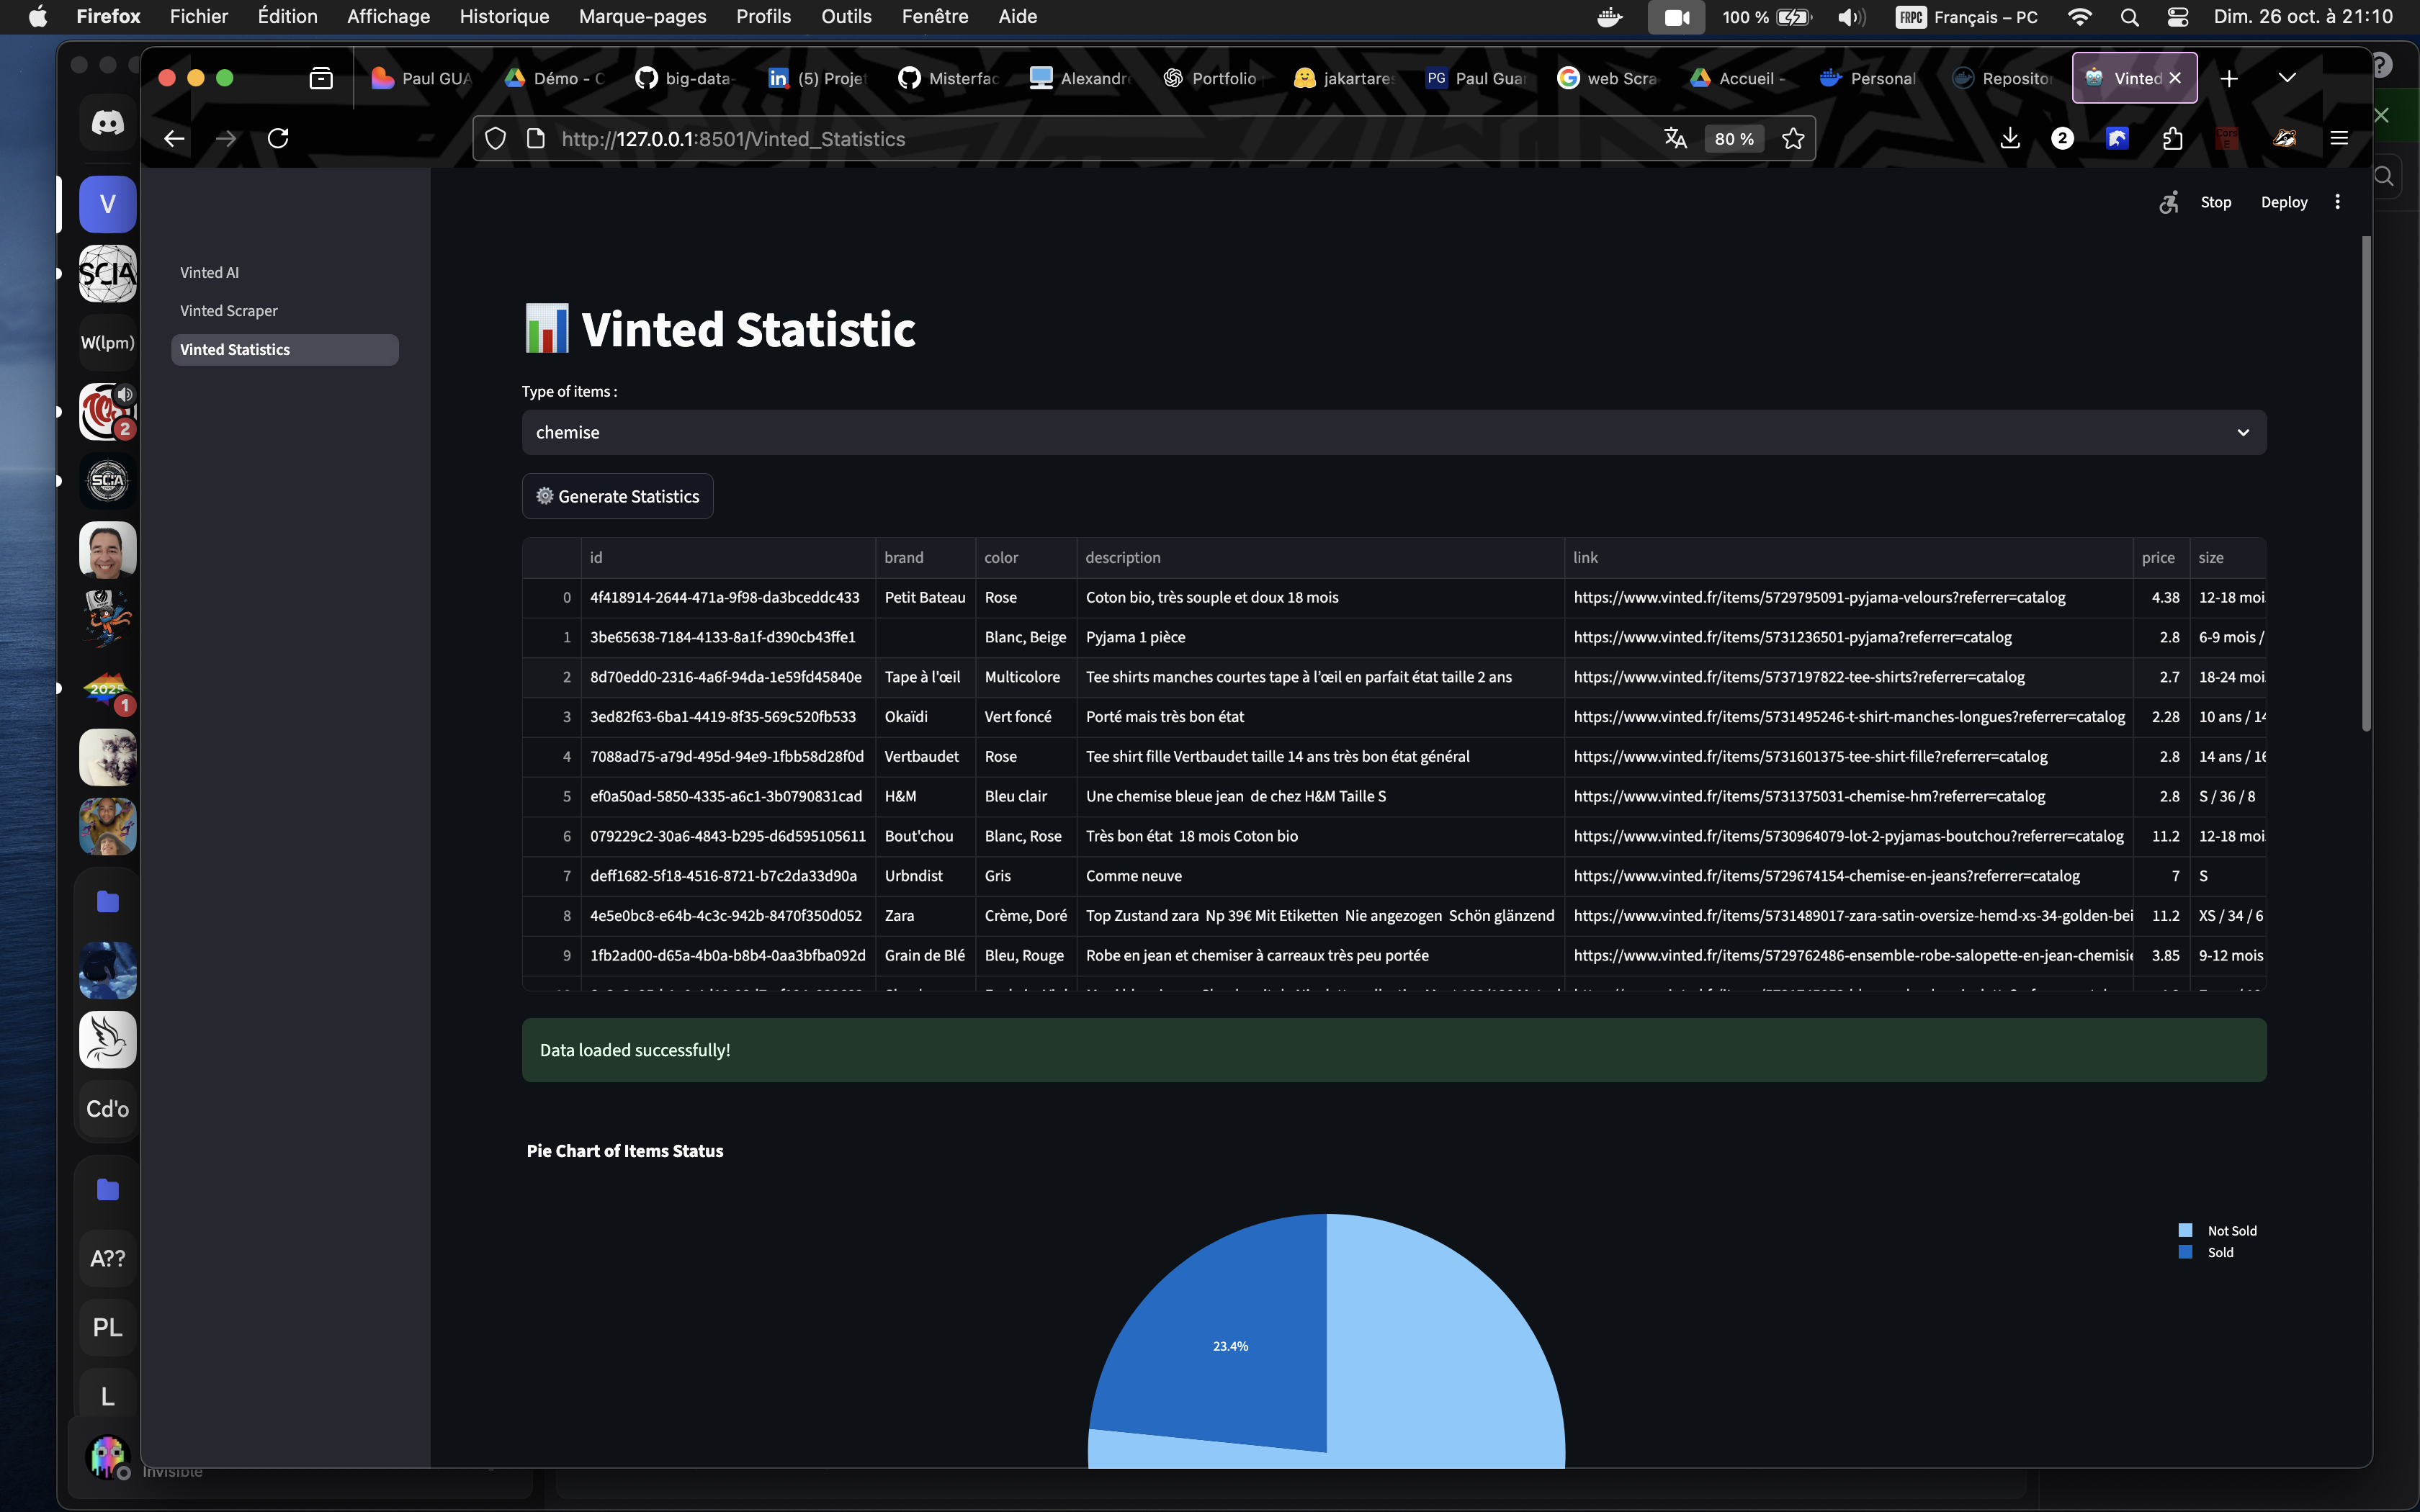 Firefox Fichier Édition Affichage Historique Marque-pages Profils Outils Fenêtre Aide 100 % FRPC Français – PC Dim. 26 oct. à 21:10
Paul GUA Démo - C big-data- (5) Proje Misterfac Alexandre Portfolio jakartares PG Paul Guar web Scra Accueil - Personal Reposito Vinted
http://127.0.0.1:8501/Vinted_Statistics 80 % 2
Stop Deploy
V
SCIA
W(lpm)
2
SCIA
2025
1
Cd'o
A??
PL
L
Invisible
Vinted AI
Vinted Scraper
Vinted Statistics
Vinted Statistic
Type of items :
chemise
Generate Statistics
id brand color description link price size
0 4f418914-2644-471a-9f98-da3bceddc433 Petit Bateau Rose Coton bio, très souple et doux 18 mois https://www.vinted.fr/items/5729795091-pyjama-velours?referrer=catalog 4.38 12-18 moi
1 3be65638-7184-4133-8a1f-d390cb43ffe1 Blanc, Beige Pyjama 1 pièce https://www.vinted.fr/items/5731236501-pyjama?referrer=catalog 2.8 6-9 mois /
2 8d70edd0-2316-4a6f-94da-1e59fd45840e Tape à l'œil Multicolore Tee shirts manches courtes tape à l’œil en parfait état taille 2 ans https://www.vinted.fr/items/5737197822-tee-shirts?referrer=catalog 2.7 18-24 moi
3 3ed82f63-6ba1-4419-8f35-569c520fb533 Okaïdi Vert foncé Porté mais très bon état https://www.vinted.fr/items/5731495246-t-shirt-manches-longues?referrer=catalog 2.28 10 ans / 14
4 7088ad75-a79d-495d-94e9-1fbb58d28f0d Vertbaudet Rose Tee shirt fille Vertbaudet taille 14 ans très bon état général https://www.vinted.fr/items/5731601375-tee-shirt-fille?referrer=catalog 2.8 14 ans / 16
5 ef0a50ad-5850-4335-a6c1-3b0790831cad H&M Bleu clair Une chemise bleue jean de chez H&M Taille S https://www.vinted.fr/items/5731375031-chemise-hm?referrer=catalog 2.8 S / 36 / 8
6 079229c2-30a6-4843-b295-d6d595105611 Bout'chou Blanc, Rose Très bon état 18 mois Coton bio https://www.vinted.fr/items/5730964079-lot-2-pyjamas-boutchou?referrer=catalog 11.2 12-18 moi
7 deff1682-5f18-4516-8721-b7c2da33d90a Urbndist Gris Comme neuve https://www.vinted.fr/items/5729674154-chemise-en-jeans?referrer=catalog 7 S
8 4e5e0bc8-e64b-4c3c-942b-8470f350d052 Zara Crème, Doré Top Zustand zara Np 39€ Mit Etiketten Nie angezogen Schön glänzend https://www.vinted.fr/items/5731489017-zara-satin-oversize-hemd-xs-34-golden-bei 11.2 XS / 34 / 6
9 1fb2ad00-d65a-4b0a-b8b4-0aa3bfba092d Grain de Blé Bleu, Rouge Robe en jean et chemiser à carreaux très peu portée https://www.vinted.fr/items/5729762486-ensemble-robe-salopette-en-jean-chemisie 3.85 9-12 mois
Data loaded successfully!
Pie Chart of Items Status
Not Sold
Sold
23.4%